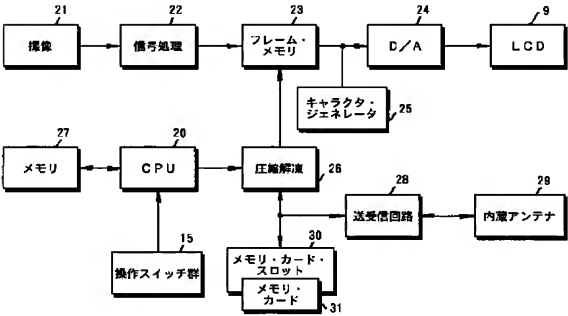 21
22
23
24
9
撮像
信号処理
フレーム・
メモリ
D/A
LCD
キャラクタ・
ジェネレータ
25
27
20
メモリ
CPU
圧縮解凍
26
28
29
送受信回路
内蔵アンテナ
15
操作スイッチ群
30
メモリ・カード・
スロット
メモリ・
カード
31